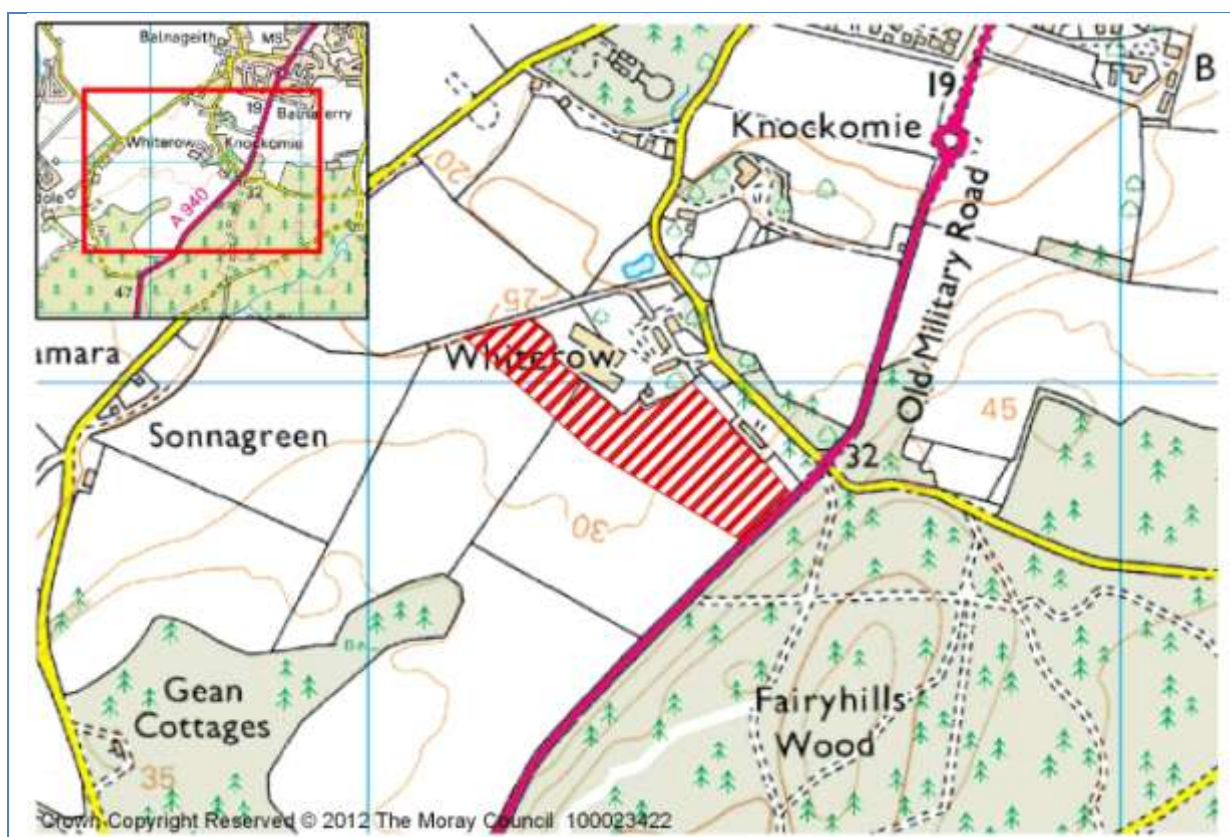 Balnageith
MS
19
Balnaferry
Whiterow
Knockomie
32
A 940
47
B
19
Knockomie
20
25
Old Military Road
amara
Whiterow
45
Sonnagreen
32
30
Gean
Cottages
Fairyhills
Wood
35
Crown Copyright Reserved © 2012 The Moray Council 100023422